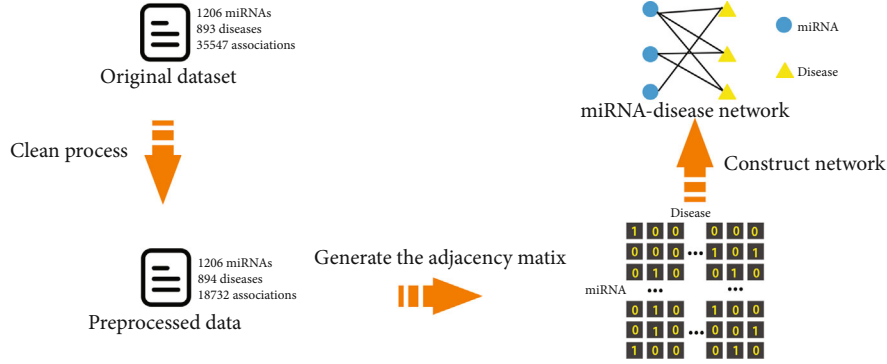 1206 miRNAs
893 diseases
35547 associations
Original dataset
Clean process
1206 miRNAs
894 diseases
18732 associations
Preprocessed data
Generate the adjacency matix
Disease
miRNA
1 0 0 0 0 0
0 0 0 ••• 1 0 1
0 1 0 0 1 0
••• •••
0 1 0 1 0 0
0 1 0 ••• 0 0 1
1 0 0 0 1 0
Construct network
miRNA-disease network
miRNA
Disease